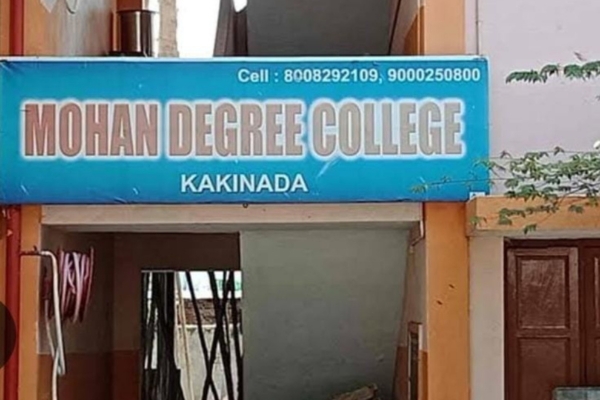 Cell : 8008292109, 9000250800
MOHAN DEGREE COLLEGE
KAKINADA